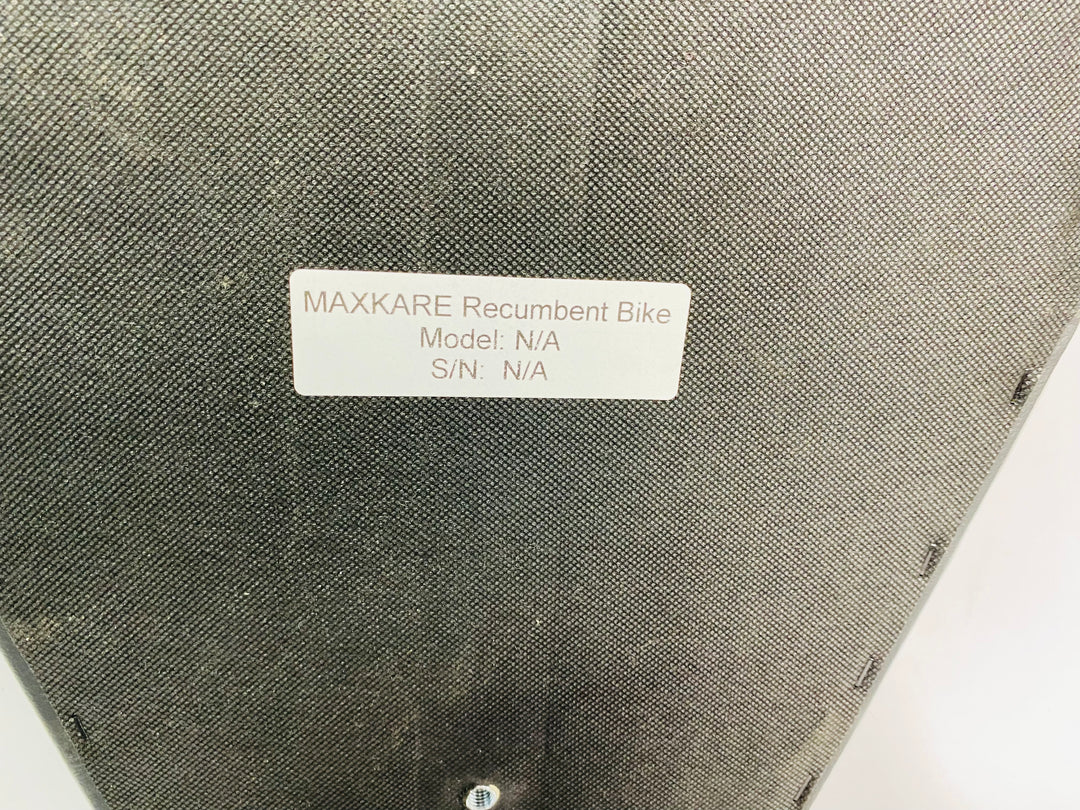 MAXKARE Recumbent Bike
Model: N/A
S/N: N/A